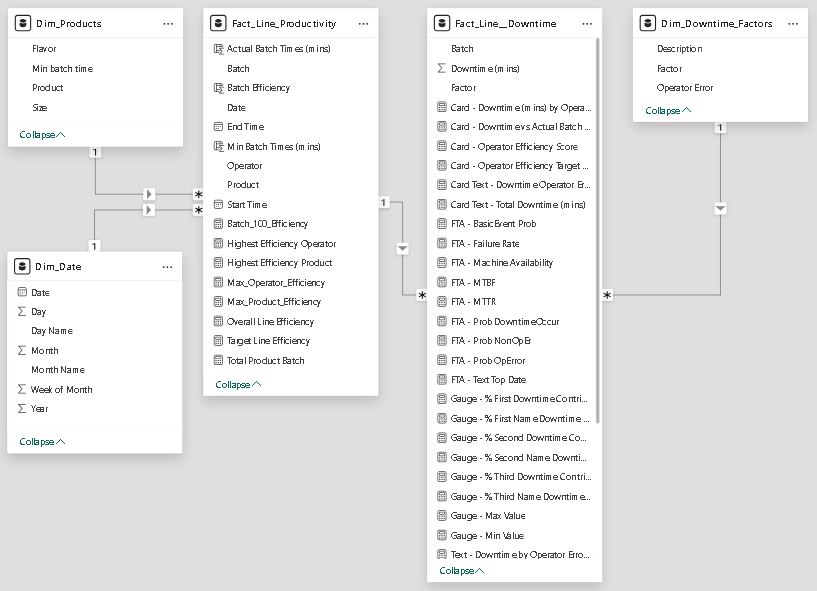 Dim_Products
Flavor
Min batch time
Product
Size
Collapse
1
Dim_Date
Date
Day
Day Name
Month
Month Name
Week of Month
Year
Collapse
1
Fact_Line_Productivity
Actual Batch Times (mins)
Batch
Batch Efficiency
Date
End Time
Min Batch Times (mins)
Operator
Product
Start Time
Batch_100_Efficiency
Highest Efficiency Operator
Highest Efficiency Product
Max_Operator_Efficiency
Max_Product_Efficiency
Overall Line Efficiency
Target Line Efficiency
Total Product Batch
Collapse
*
*
1
Fact_Line__Downtime
Batch
Downtime (mins)
Factor
Card - Downtime (mins) by Opera...
Card - Downtime vs Actual Batch ...
Card - Operator Efficiency Score
Card - Operator Efficiency Target ...
Card Text - Downtime Operator Er...
Card Text - Total Downtime (mins)
FTA - BasicEvent Prob
FTA - Failure Rate
FTA - Machine Availability
FTA - MTBF
FTA - MTTR
FTA - Prob DowntimeOccur
FTA - Prob NonOpEr
FTA - Prob OpError
FTA - Text Top Date
Gauge - % First Downtime Contri...
Gauge - % First Name Downtime ...
Gauge - % Second Downtime Co...
Gauge - % Second Name Downti...
Gauge - % Third Downtime Contri...
Gauge - % Third Name Downtime...
Gauge - Max Value
Gauge - Min Value
Text - Downtime by Operator Erro...
Collapse
*
*
Dim_Downtime_Factors
Description
Factor
Operator Error
Collapse
1